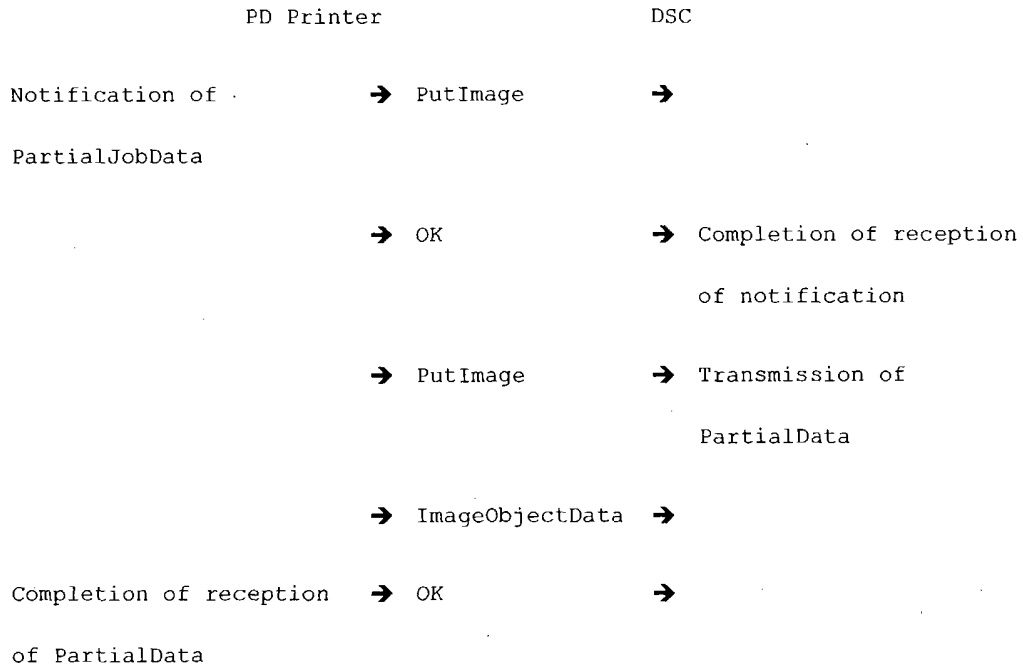 PD Printer DSC
Notification of → PutImage →
PartialJobData
→ OK → Completion of reception
of notification
→ PutImage → Transmission of
PartialData
→ ImageObjectData →
Completion of reception → OK →
of PartialData